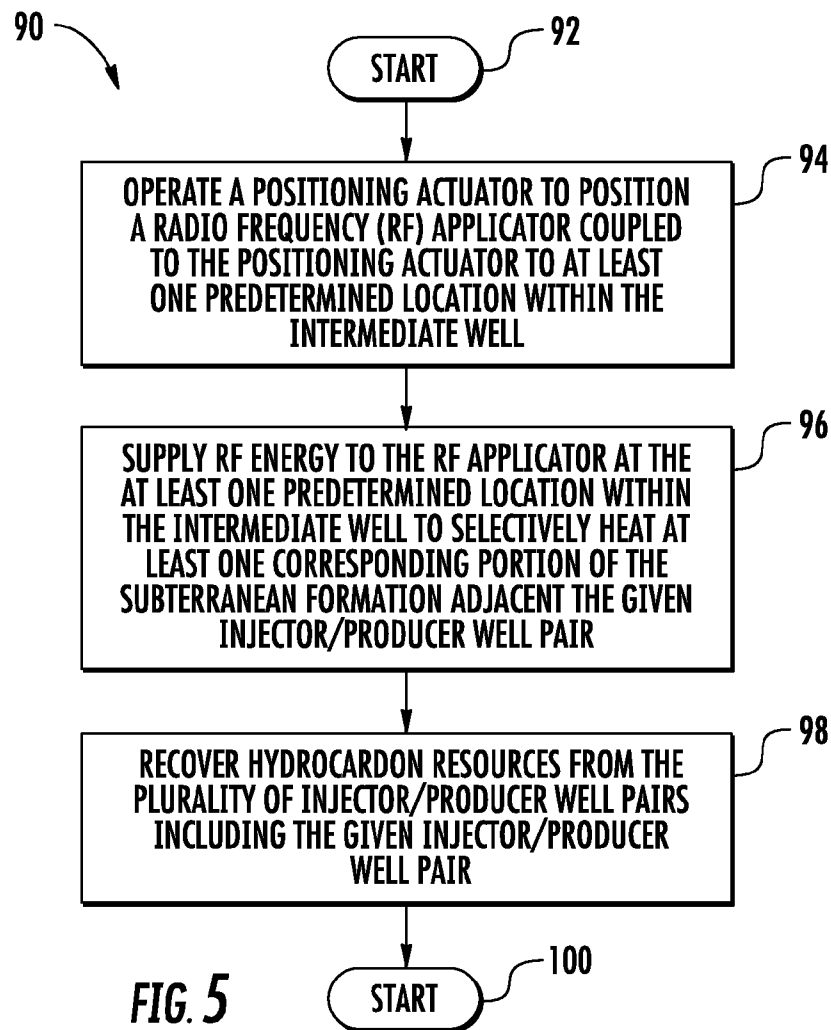 90
START
92
94
OPERATE A POSITIONING ACTUATOR TO POSITION
A RADIO FREQUENCY (RF) APPLICATOR COUPLED
TO THE POSITIONING ACTUATOR TO AT LEAST
ONE PREDETERMINED LOCATION WITHIN THE
INTERMEDIATE WELL
96
SUPPLY RF ENERGY TO THE RF APPLICATOR AT THE
AT LEAST ONE PREDETERMINED LOCATION WITHIN
THE INTERMEDIATE WELL TO SELECTIVELY HEAT AT
LEAST ONE CORRESPONDING PORTION OF THE
SUBTERRANEAN FORMATION ADJACENT THE GIVEN
INJECTOR/PRODUCER WELL PAIR
98
RECOVER HYDROCARDON RESOURCES FROM THE
PLURALITY OF INJECTOR/PRODUCER WELL PAIRS
INCLUDING THE GIVEN INJECTOR/PRODUCER
WELL PAIR
START
100
FIG. 5